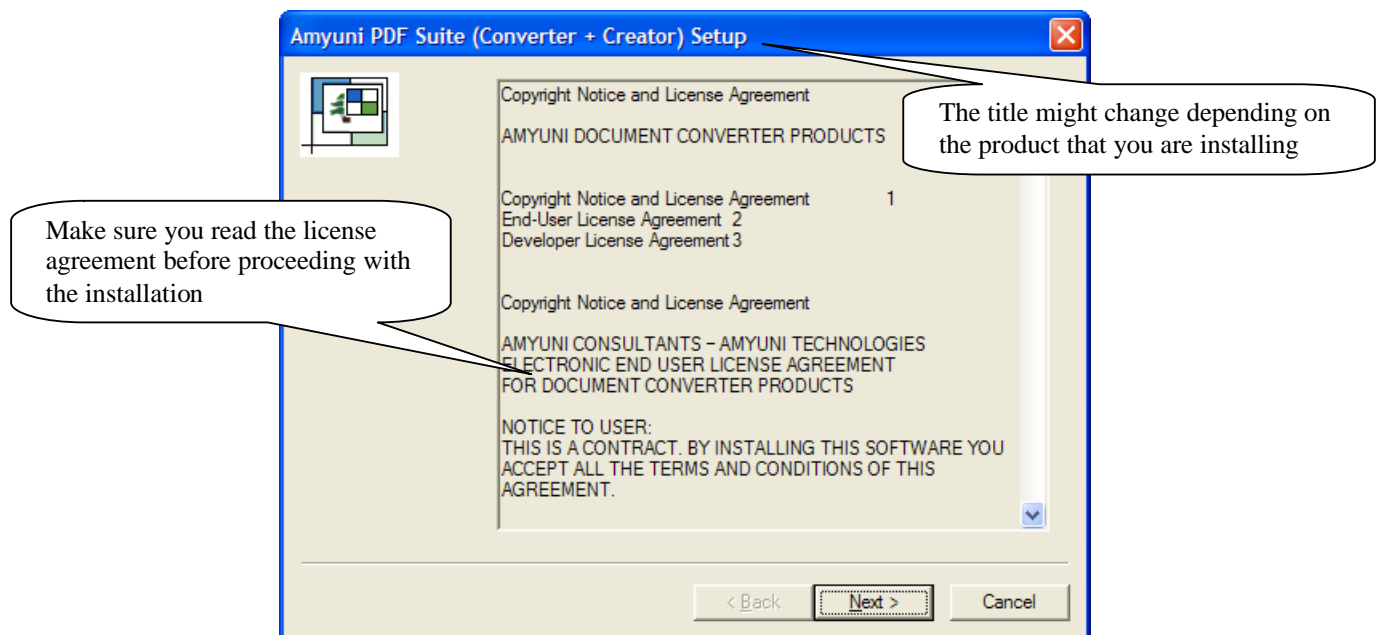 Amyuni PDF Suite (Converter + Creator) Setup
The title might change depending on
the product that you are installing
Copyright Notice and License Agreement
AMYUNI DOCUMENT CONVERTER PRODUCTS
Copyright Notice and License Agreement 1
End-User License Agreement 2
Developer License Agreement 3
Make sure you read the license
agreement before proceeding with
the installation
Copyright Notice and License Agreement
AMYUNI CONSULTANTS – AMYUNI TECHNOLOGIES
ELECTRONIC END USER LICENSE AGREEMENT
FOR DOCUMENT CONVERTER PRODUCTS
NOTICE TO USER:
THIS IS A CONTRACT. BY INSTALLING THIS SOFTWARE YOU
ACCEPT ALL THE TERMS AND CONDITIONS OF THIS
AGREEMENT.
< Back Next > Cancel